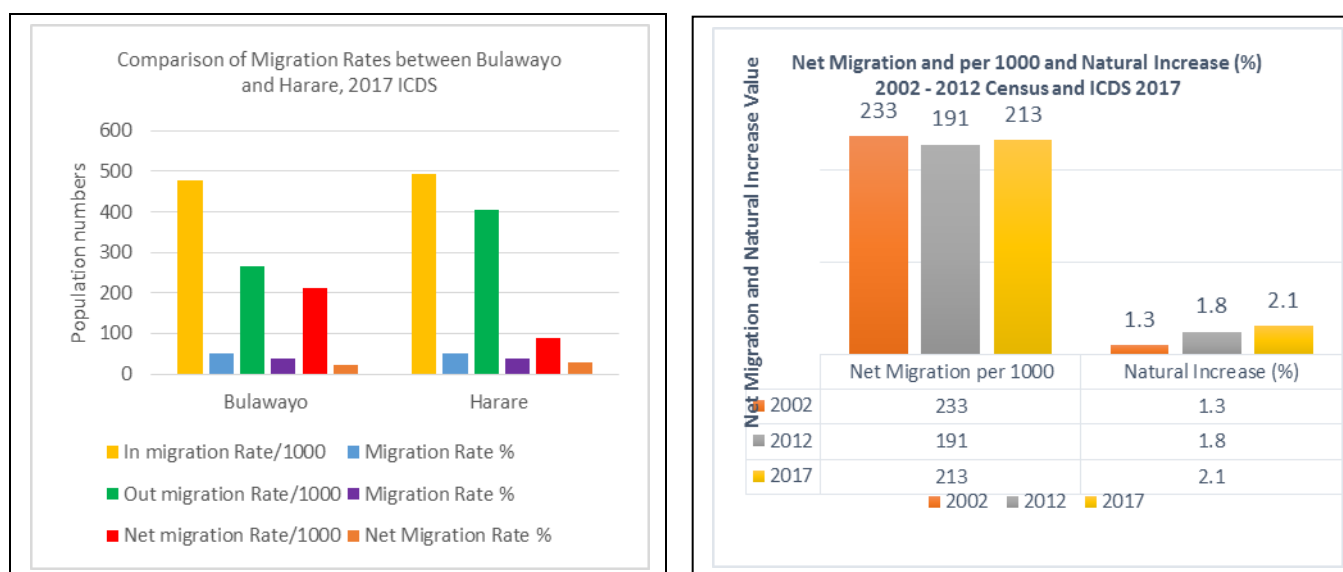 Comparison of Migration Rates between Bulawayo
and Harare, 2017 ICDS
Population numbers
600
500
400
300
200
100
0
Bulawayo Harare
In migration Rate/1000 Migration Rate %
Out migration Rate/1000 Migration Rate %
Net migration Rate/1000 Net Migration Rate %
Net Migration and per 1000 and Natural Increase (%)
2002 - 2012 Census and ICDS 2017
Net Migration and Natural Increase Value
233 191 213
1.3 1.8 2.1
Net Migration per 1000 Natural Increase (%)
2002 233 1.3
2012 191 1.8
2017 213 2.1
2002 2012 2017